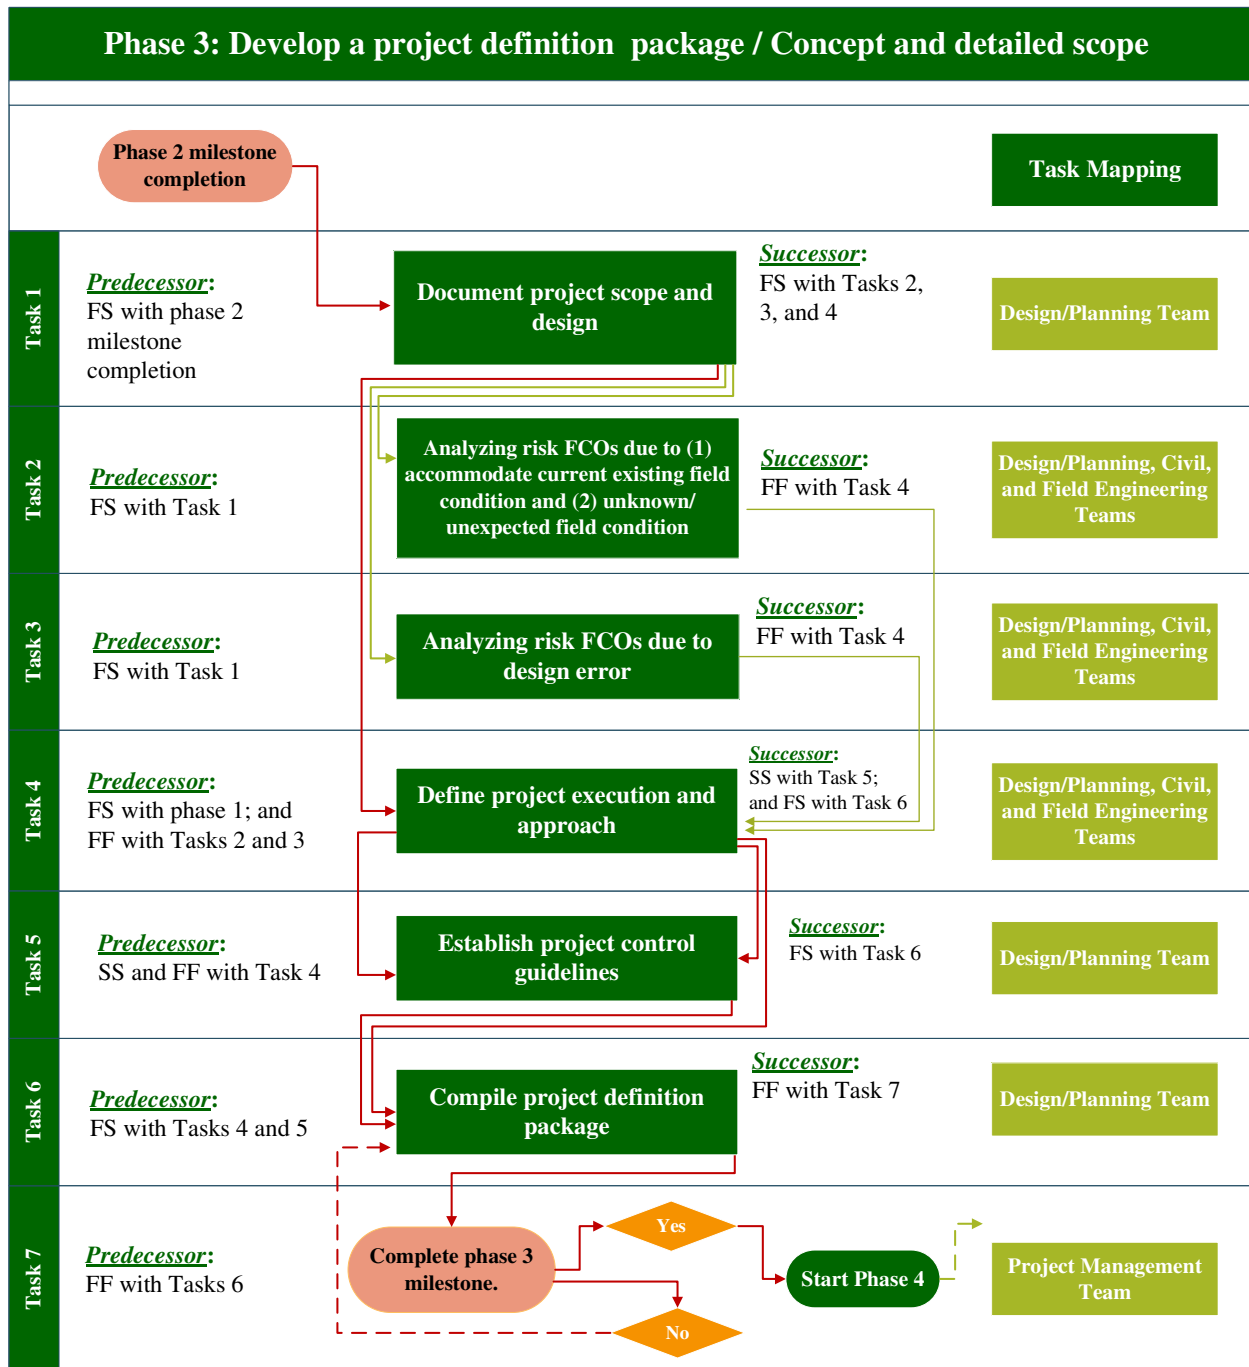 Phase 3: Develop a project definition package / Concept and detailed scope
Phase 2 milestone
completion
Task Mapping
Task 1
Predecessor:
FS with phase 2
milestone
completion
Document project scope and
design
Successor:
FS with Tasks 2,
3, and 4
Design/Planning Team
Task 2
Predecessor:
FS with Task 1
Analyzing risk FCOs due to (1)
accommodate current existing field
condition and (2) unknown/
unexpected field condition
Successor:
FF with Task 4
Design/Planning, Civil,
and Field Engineering
Teams
Task 3
Predecessor:
FS with Task 1
Analyzing risk FCOs due to
design error
Successor:
FF with Task 4
Design/Planning, Civil,
and Field Engineering
Teams
Task 4
Predecessor:
FS with phase 1; and
FF with Tasks 2 and 3
Define project execution and
approach
Successor:
SS with Task 5;
and FS with Task 6
Design/Planning, Civil,
and Field Engineering
Teams
Task 5
Predecessor:
SS and FF with Task 4
Establish project control
guidelines
Successor:
FS with Task 6
Design/Planning Team
Task 6
Predecessor:
FS with Tasks 4 and 5
Compile project definition
package
Successor:
FF with Task 7
Design/Planning Team
Task 7
Predecessor:
FF with Tasks 6
Complete phase 3
milestone.
Yes
No
Start Phase 4
Project Management
Team